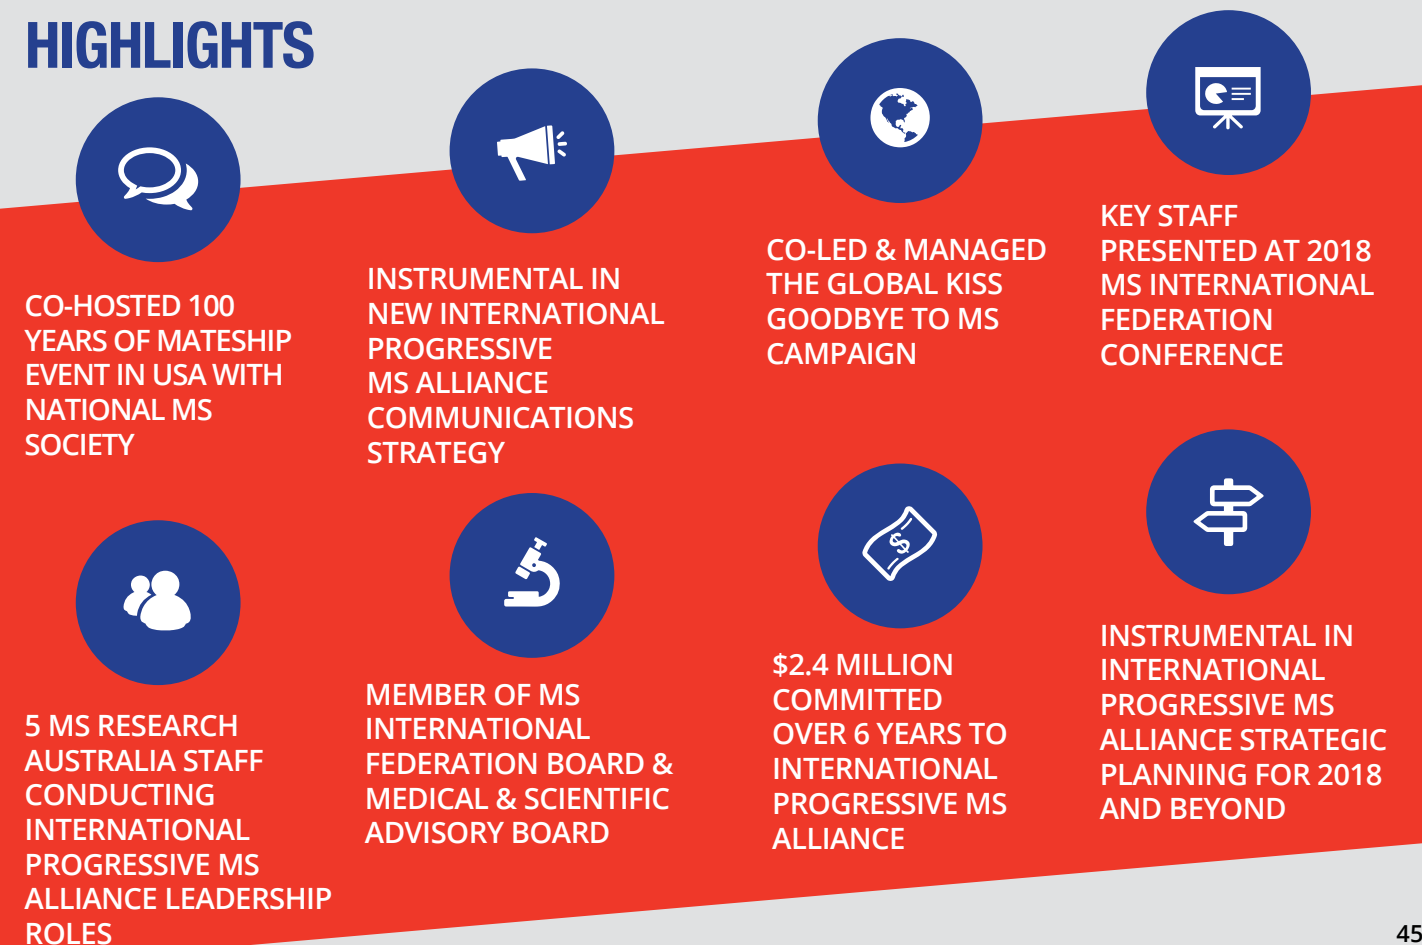 HIGHLIGHTS
CO-HOSTED 100
YEARS OF MATESHIP
EVENT IN USA WITH
NATIONAL MS
SOCIETY
INSTRUMENTAL IN
NEW INTERNATIONAL
PROGRESSIVE
MS ALLIANCE
COMMUNICATIONS
STRATEGY
CO-LED & MANAGED
THE GLOBAL KISS
GOODBYE TO MS
CAMPAIGN
KEY STAFF
PRESENTED AT 2018
MS INTERNATIONAL
FEDERATION
CONFERENCE
5 MS RESEARCH
AUSTRALIA STAFF
CONDUCTING
INTERNATIONAL
PROGRESSIVE MS
ALLIANCE LEADERSHIP
ROLES
MEMBER OF MS
INTERNATIONAL
FEDERATION BOARD &
MEDICAL & SCIENTIFIC
ADVISORY BOARD
$
$2.4 MILLION
COMMITTED
OVER 6 YEARS TO
INTERNATIONAL
PROGRESSIVE MS
ALLIANCE
INSTRUMENTAL IN
INTERNATIONAL
PROGRESSIVE MS
ALLIANCE STRATEGIC
PLANNING FOR 2018
AND BEYOND
45